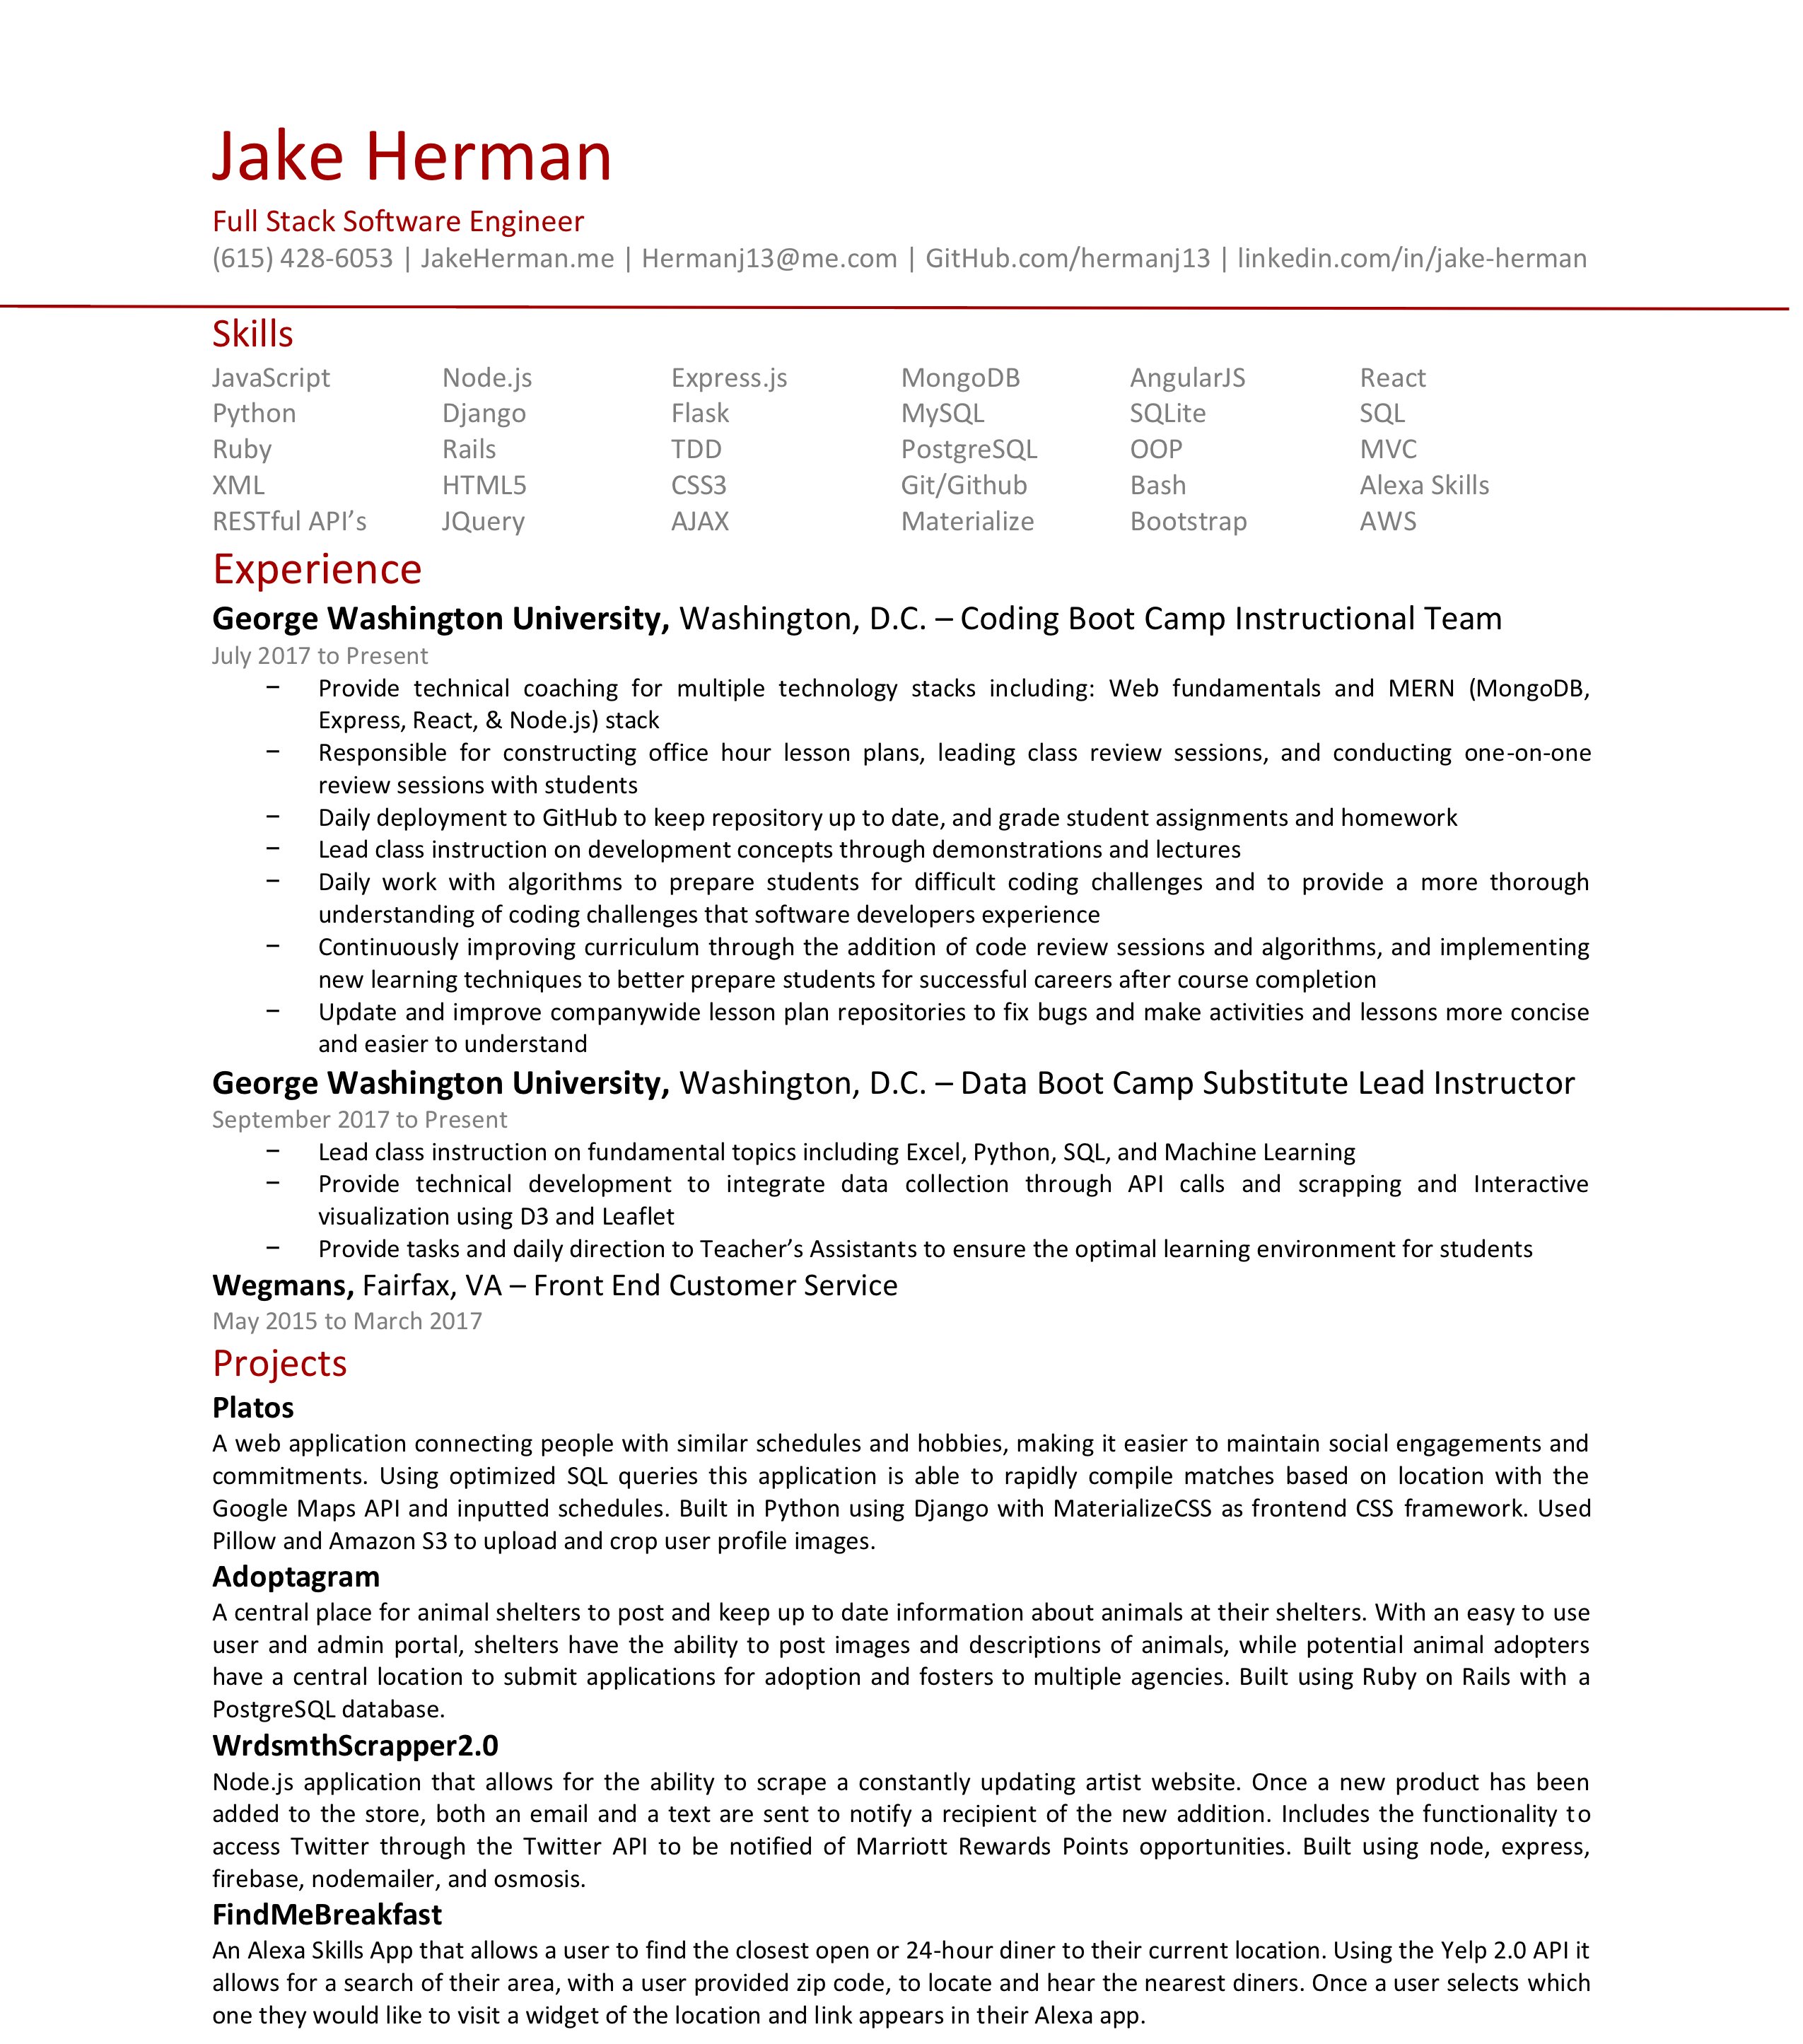 Jake Herman
Full Stack Software Engineer
(615) 428-6053 | JakeHerman.me | Hermanj13@me.com | GitHub.com/hermanj13 | linkedin.com/in/jake-herman
Skills
JavaScript Node.js Express.js MongoDB AngularJS React
Python Django Flask MySQL SQLite SQL
Ruby Rails TDD PostgreSQL OOP MVC
XML HTML5 CSS3 Git/Github Bash Alexa Skills
RESTful API’s JQuery AJAX Materialize Bootstrap AWS
Experience
George Washington University, Washington, D.C. – Coding Boot Camp Instructional Team
July 2017 to Present
− Provide technical coaching for multiple technology stacks including: Web fundamentals and MERN (MongoDB,
Express, React, & Node.js) stack
− Responsible for constructing office hour lesson plans, leading class review sessions, and conducting one-on-one
review sessions with students
− Daily deployment to GitHub to keep repository up to date, and grade student assignments and homework
− Lead class instruction on development concepts through demonstrations and lectures
− Daily work with algorithms to prepare students for difficult coding challenges and to provide a more thorough
understanding of coding challenges that software developers experience
− Continuously improving curriculum through the addition of code review sessions and algorithms, and implementing
new learning techniques to better prepare students for successful careers after course completion
− Update and improve companywide lesson plan repositories to fix bugs and make activities and lessons more concise
and easier to understand
George Washington University, Washington, D.C. – Data Boot Camp Substitute Lead Instructor
September 2017 to Present
− Lead class instruction on fundamental topics including Excel, Python, SQL, and Machine Learning
− Provide technical development to integrate data collection through API calls and scrapping and Interactive
visualization using D3 and Leaflet
− Provide tasks and daily direction to Teacher’s Assistants to ensure the optimal learning environment for students
Wegmans, Fairfax, VA – Front End Customer Service
May 2015 to March 2017
Projects
Platos
A web application connecting people with similar schedules and hobbies, making it easier to maintain social engagements and
commitments. Using optimized SQL queries this application is able to rapidly compile matches based on location with the
Google Maps API and inputted schedules. Built in Python using Django with MaterializeCSS as frontend CSS framework. Used
Pillow and Amazon S3 to upload and crop user profile images.
Adoptagram
A central place for animal shelters to post and keep up to date information about animals at their shelters. With an easy to use
user and admin portal, shelters have the ability to post images and descriptions of animals, while potential animal adopters
have a central location to submit applications for adoption and fosters to multiple agencies. Built using Ruby on Rails with a
PostgreSQL database.
WrdsmthScrapper2.0
Node.js application that allows for the ability to scrape a constantly updating artist website. Once a new product has been
added to the store, both an email and a text are sent to notify a recipient of the new addition. Includes the functionality to
access Twitter through the Twitter API to be notified of Marriott Rewards Points opportunities. Built using node, express,
firebase, nodemailer, and osmosis.
FindMeBreakfast
An Alexa Skills App that allows a user to find the closest open or 24-hour diner to their current location. Using the Yelp 2.0 API it
allows for a search of their area, with a user provided zip code, to locate and hear the nearest diners. Once a user selects which
one they would like to visit a widget of the location and link appears in their Alexa app.